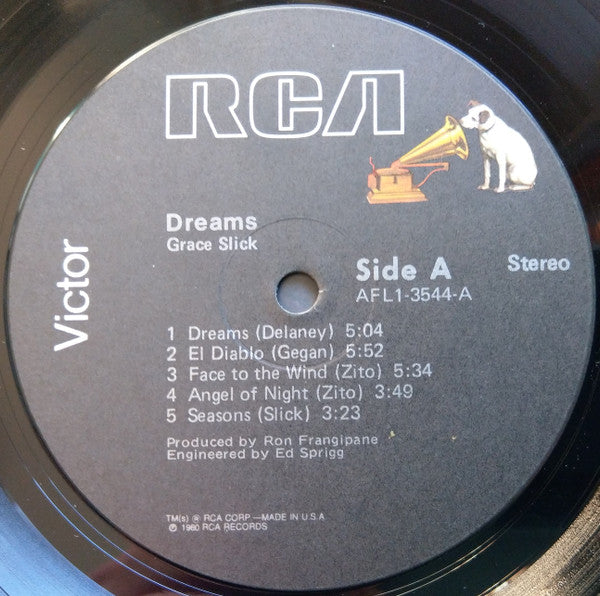 RCA
Victor
Dreams
Grace Slick
Side A
Stereo
AFL1-3544-A
1 Dreams (Delaney) 5:04
2 El Diablo (Gegan) 5:52
3 Face to the Wind (Zito) 5:34
4 Angel of Night (Zito) 3:49
5 Seasons (Slick) 3:23
Produced by Ron Frangipane
Engineered by Ed Sprigg
TM(s) ® RCA CORP.—MADE IN U.S.A
℗ 1980 RCA RECORDS